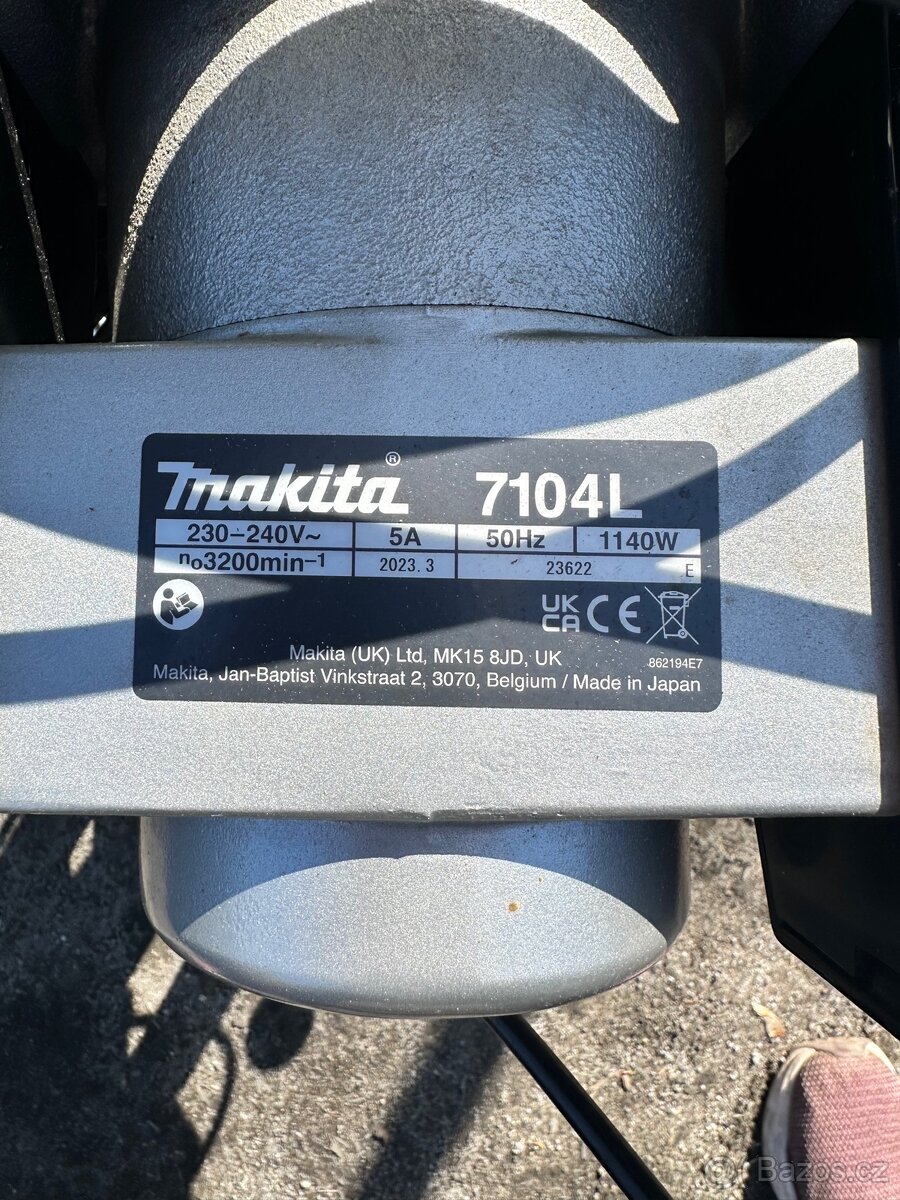 makita® 7104L
230-240V~ 5A 50Hz 1140W
no3200min-1 2023.3 23622 E
UK CA CE
Makita (UK) Ltd, MK15 8JD, UK 862194E7
Makita, Jan-Baptist Vinkstraat 2, 3070, Belgium / Made in Japan
Bazos.cz